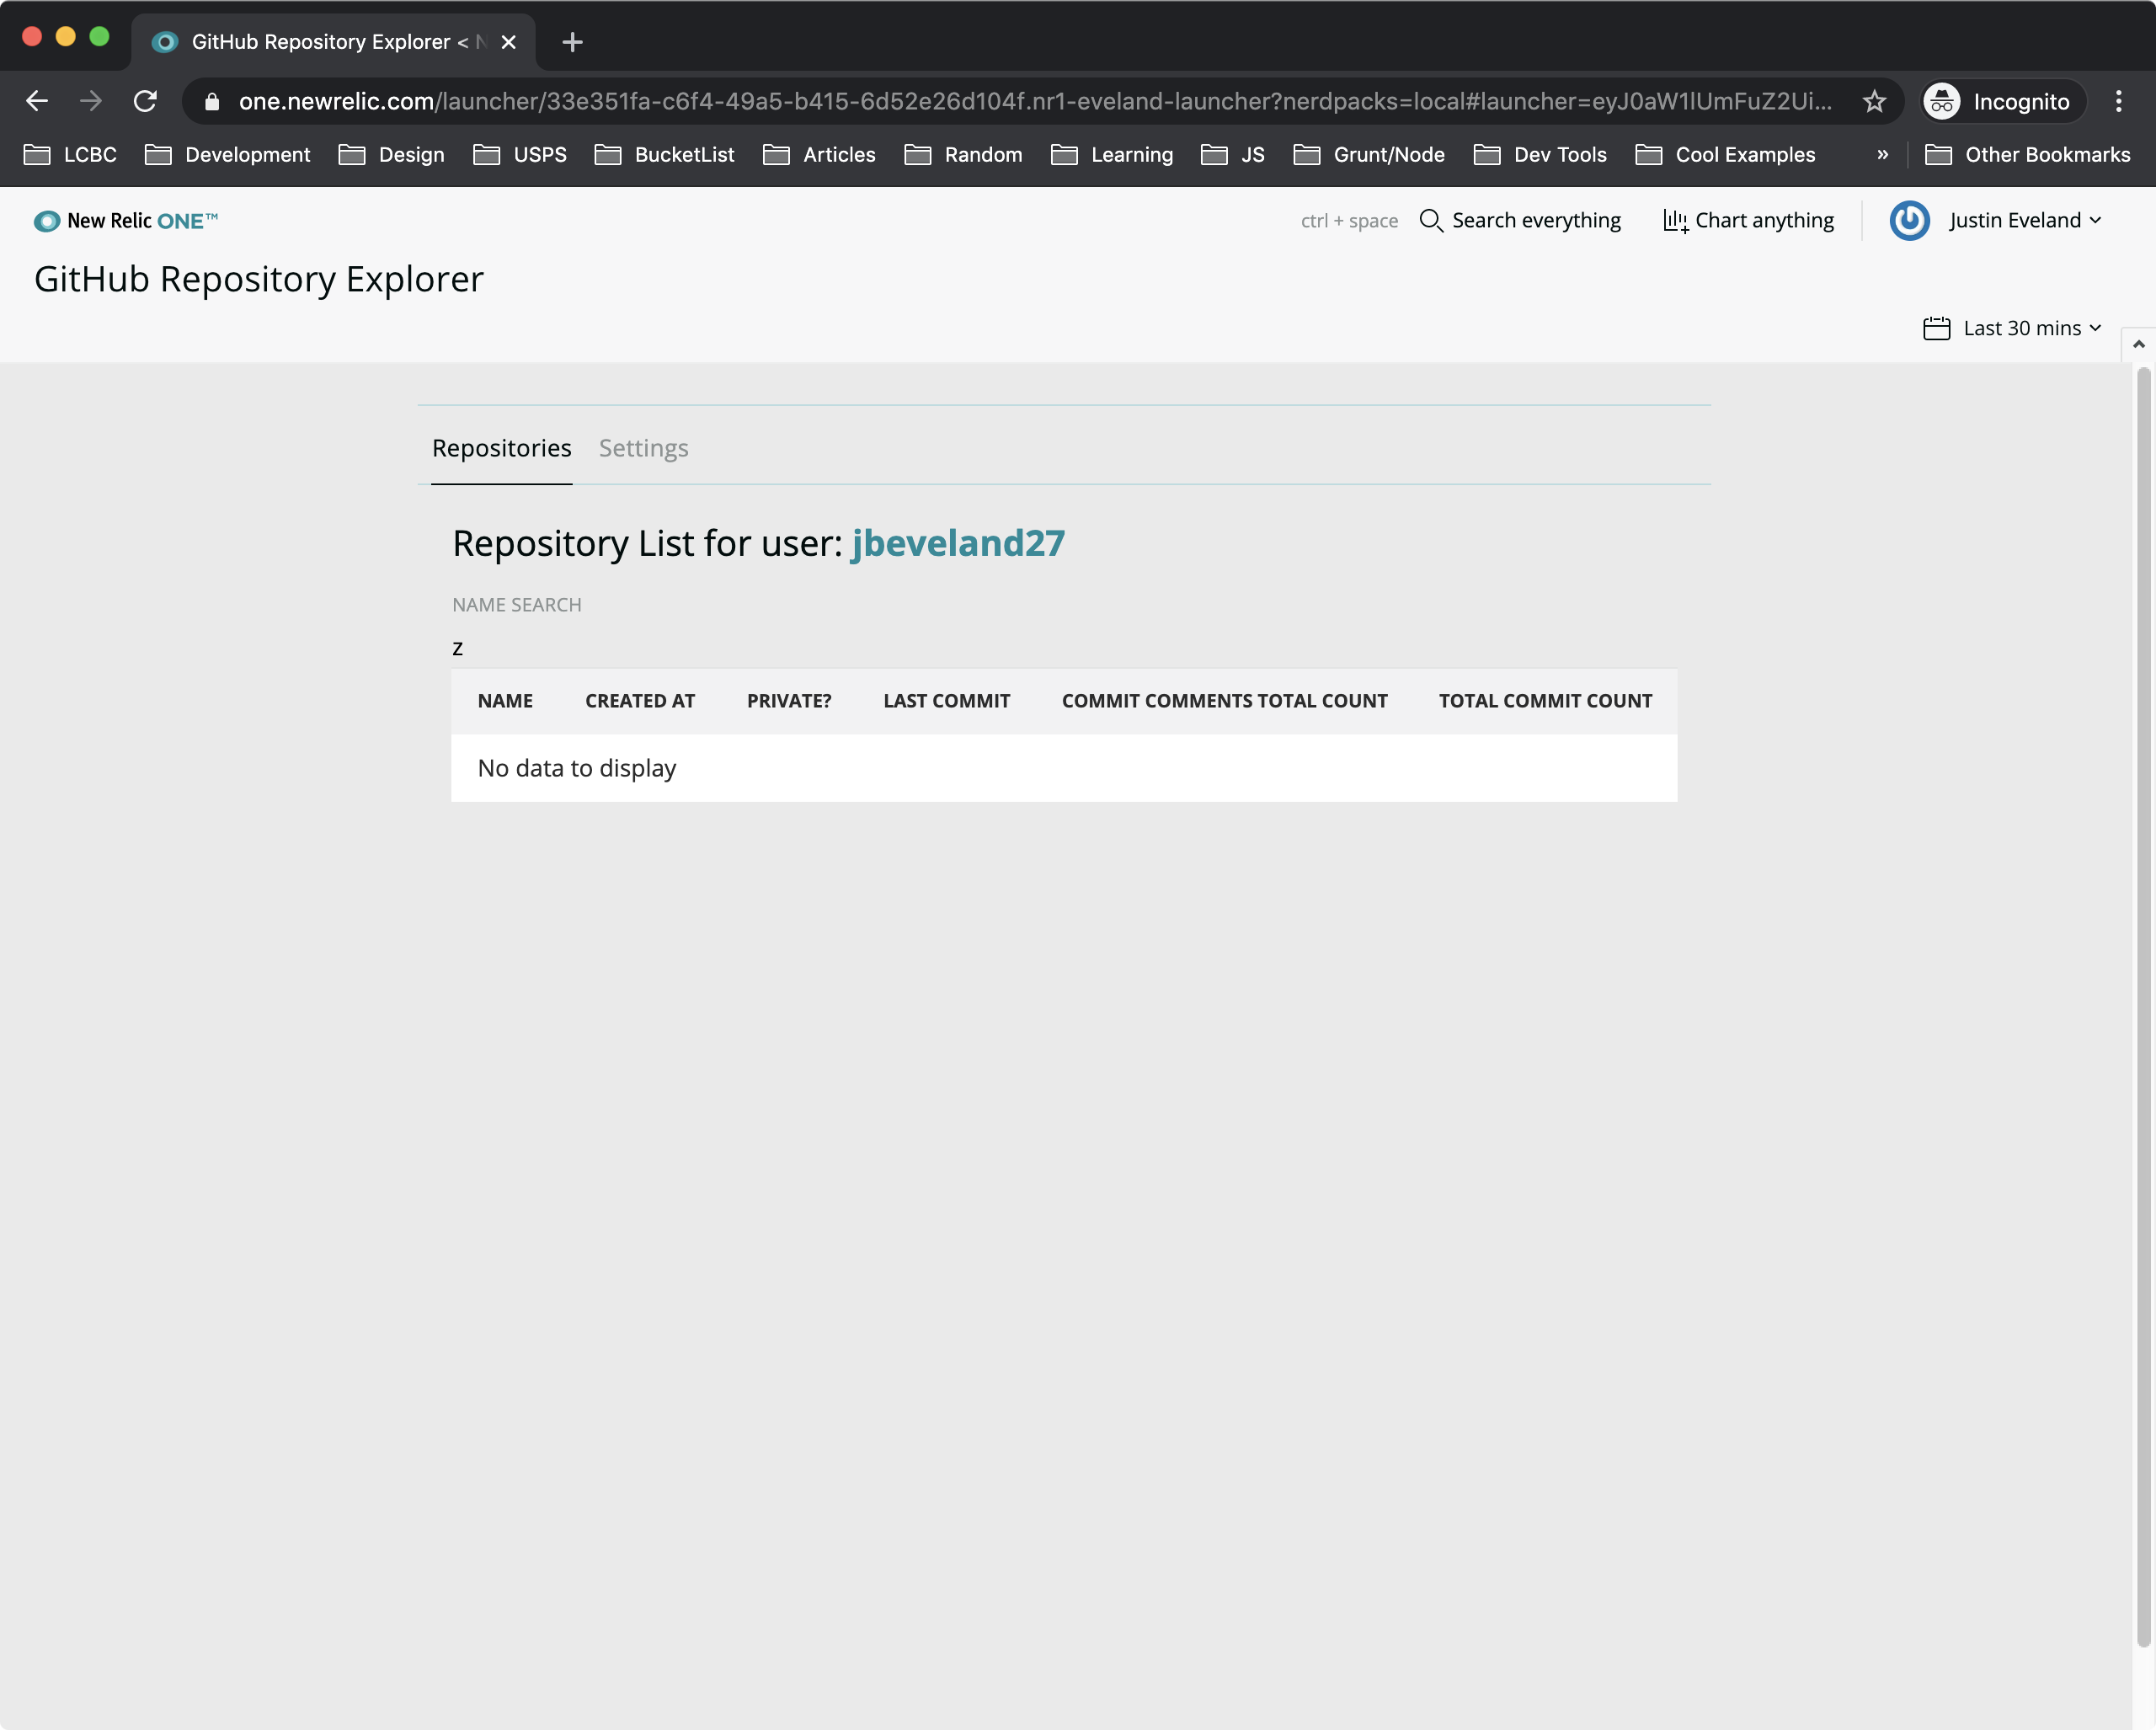 GitHub Repository Explorer <
one.newrelic.com/launcher/33e351fa-c6f4-49a5-b415-6d52e26d104f.nr1-eveland-launcher?nerdpacks=local#launcher=eyJ0aW1lUmFuZ2Ui...
Incognito
LCBC Development Design USPS BucketList Articles Random Learning JS Grunt/Node Dev Tools Cool Examples » Other Bookmarks
New Relic ONE™ ctrl + space Search everything Chart anything Justin Eveland
GitHub Repository Explorer
Last 30 mins
Repositories Settings
Repository List for user: jbeveland27
NAME SEARCH
z
NAME CREATED AT PRIVATE? LAST COMMIT COMMIT COMMENTS TOTAL COUNT TOTAL COMMIT COUNT
No data to display